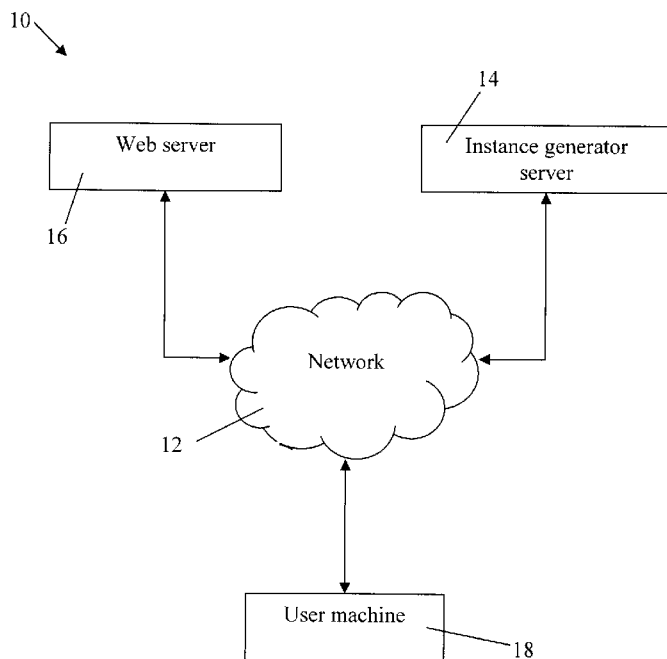 10
14
Web server
Instance generator
server
16
Network
12
User machine
18